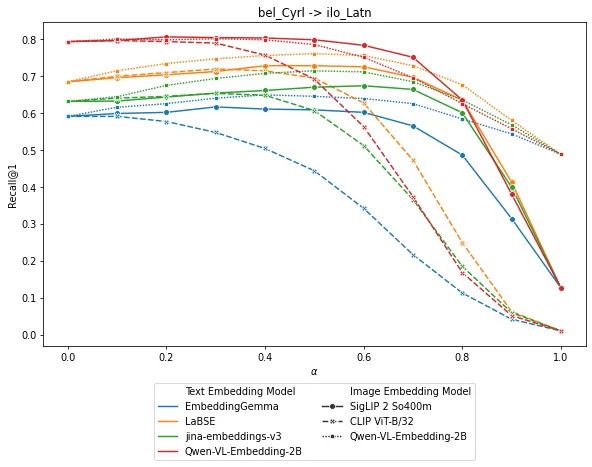 bel_Cyrl -> ilo_Latn
Recall@1
0.8
0.7
0.6
0.5
0.4
0.3
0.2
0.1
0.0
0.0 0.2 0.4 0.6 0.8 1.0
α
Text Embedding Model Image Embedding Model
EmbeddingGemma SigLIP 2 So400m
LaBSE CLIP ViT-B/32
jina-embeddings-v3 Qwen-VL-Embedding-2B
Qwen-VL-Embedding-2B